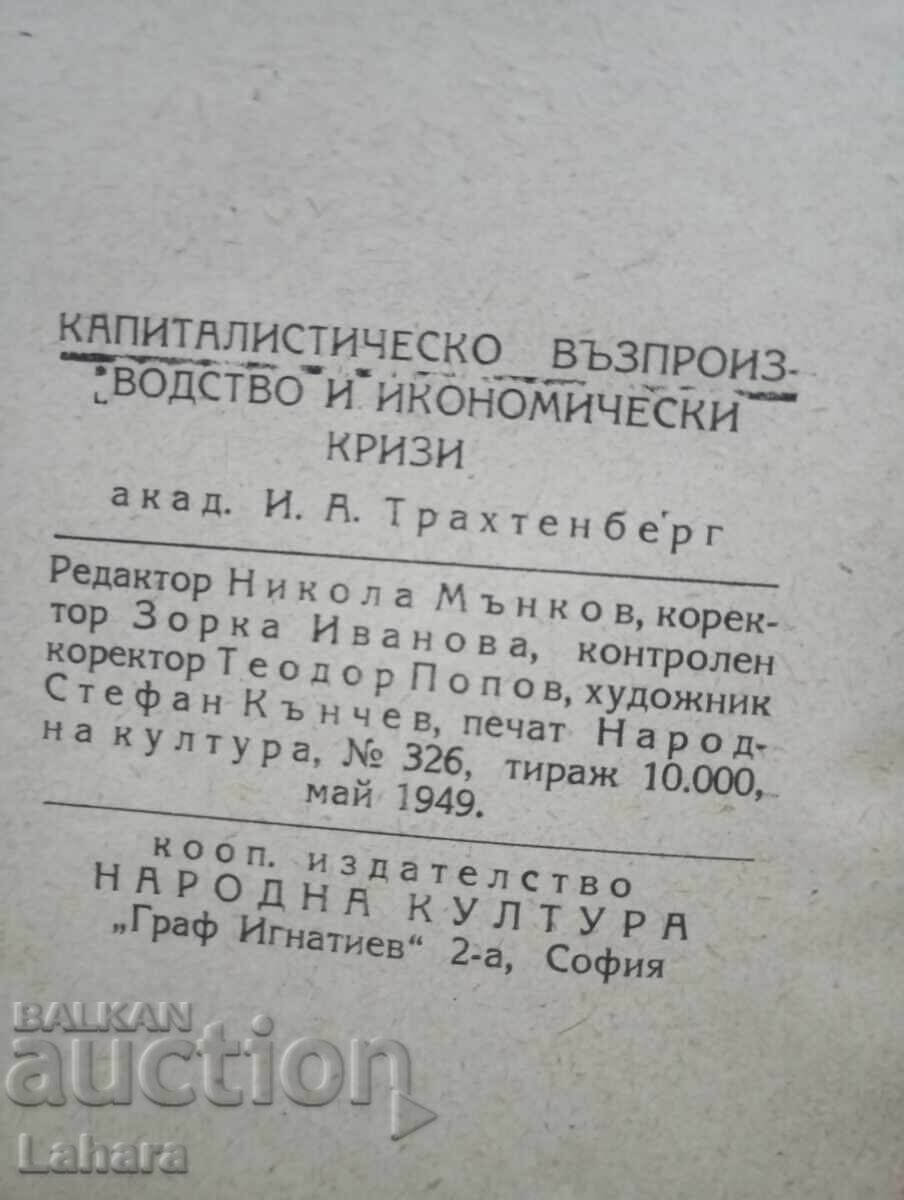 КАПИТАЛИСТИЧЕСКО ВЪЗПРОИЗ-
ВОДСТВО И ИКОНОМИЧЕСКИ
КРИЗИ
акад. И. А. Трахтенберг
Редактор Никола Мънков, корек-
тор Зорка Иванова, контролен
коректор Теодор Попов, художник
Стефан Кънчев, печат Народ-
на култура, № 326, тираж 10.000,
май 1949.
кооп. издателство
НАРОДНА КУЛТУРА
„Граф Игнатиев“ 2-а, София
BALKAN
auction
Lahara